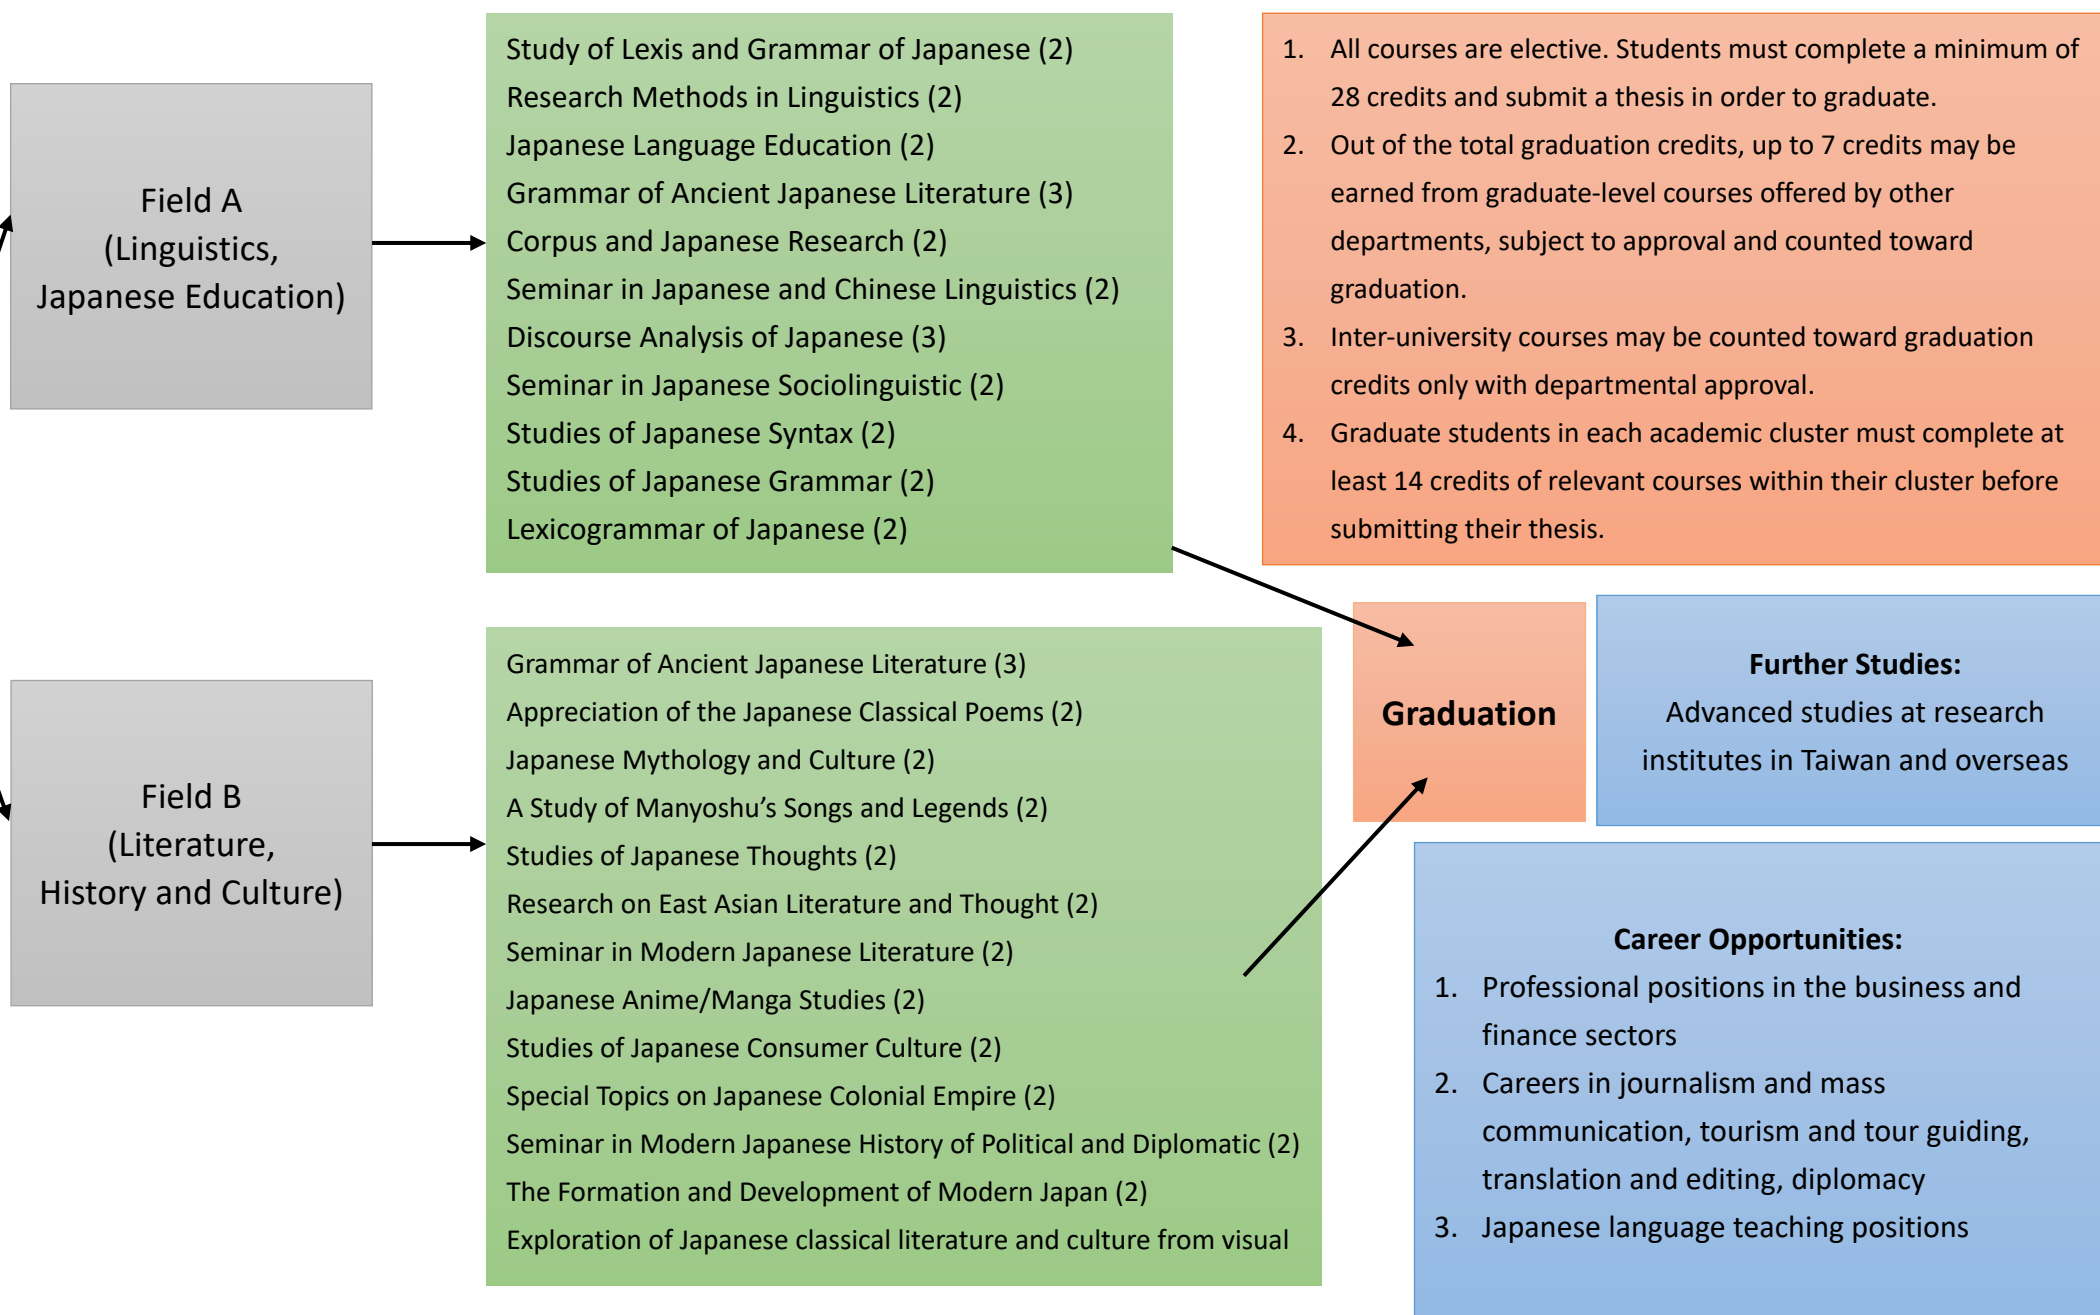 Field A
(Linguistics,
Japanese Education)
Study of Lexis and Grammar of Japanese (2)
Research Methods in Linguistics (2)
Japanese Language Education (2)
Grammar of Ancient Japanese Literature (3)
Corpus and Japanese Research (2)
Seminar in Japanese and Chinese Linguistics (2)
Discourse Analysis of Japanese (3)
Seminar in Japanese Sociolinguistic (2)
Studies of Japanese Syntax (2)
Studies of Japanese Grammar (2)
Lexicogrammar of Japanese (2)
1. All courses are elective. Students must complete a minimum of
28 credits and submit a thesis in order to graduate.
2. Out of the total graduation credits, up to 7 credits may be
earned from graduate-level courses offered by other
departments, subject to approval and counted toward
graduation.
3. Inter-university courses may be counted toward graduation
credits only with departmental approval.
4. Graduate students in each academic cluster must complete at
least 14 credits of relevant courses within their cluster before
submitting their thesis.
Field B
(Literature,
History and Culture)
Grammar of Ancient Japanese Literature (3)
Appreciation of the Japanese Classical Poems (2)
Japanese Mythology and Culture (2)
A Study of Manyoshu’s Songs and Legends (2)
Studies of Japanese Thoughts (2)
Research on East Asian Literature and Thought (2)
Seminar in Modern Japanese Literature (2)
Japanese Anime/Manga Studies (2)
Studies of Japanese Consumer Culture (2)
Special Topics on Japanese Colonial Empire (2)
Seminar in Modern Japanese History of Political and Diplomatic (2)
The Formation and Development of Modern Japan (2)
Exploration of Japanese classical literature and culture from visual
Graduation
Further Studies:
Advanced studies at research
institutes in Taiwan and overseas
Career Opportunities:
1. Professional positions in the business and
finance sectors
2. Careers in journalism and mass
communication, tourism and tour guiding,
translation and editing, diplomacy
3. Japanese language teaching positions